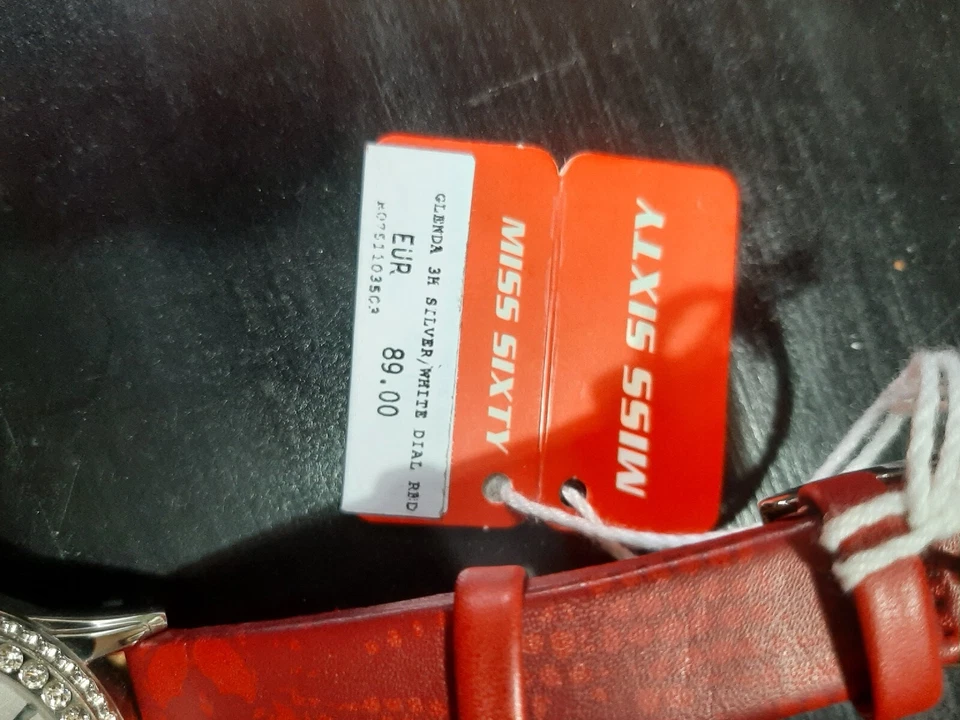 MISS SIXTY
MISS SIXTY
GLENDA 3H SILVER/WHITE DIAL RED
EUR 89.00